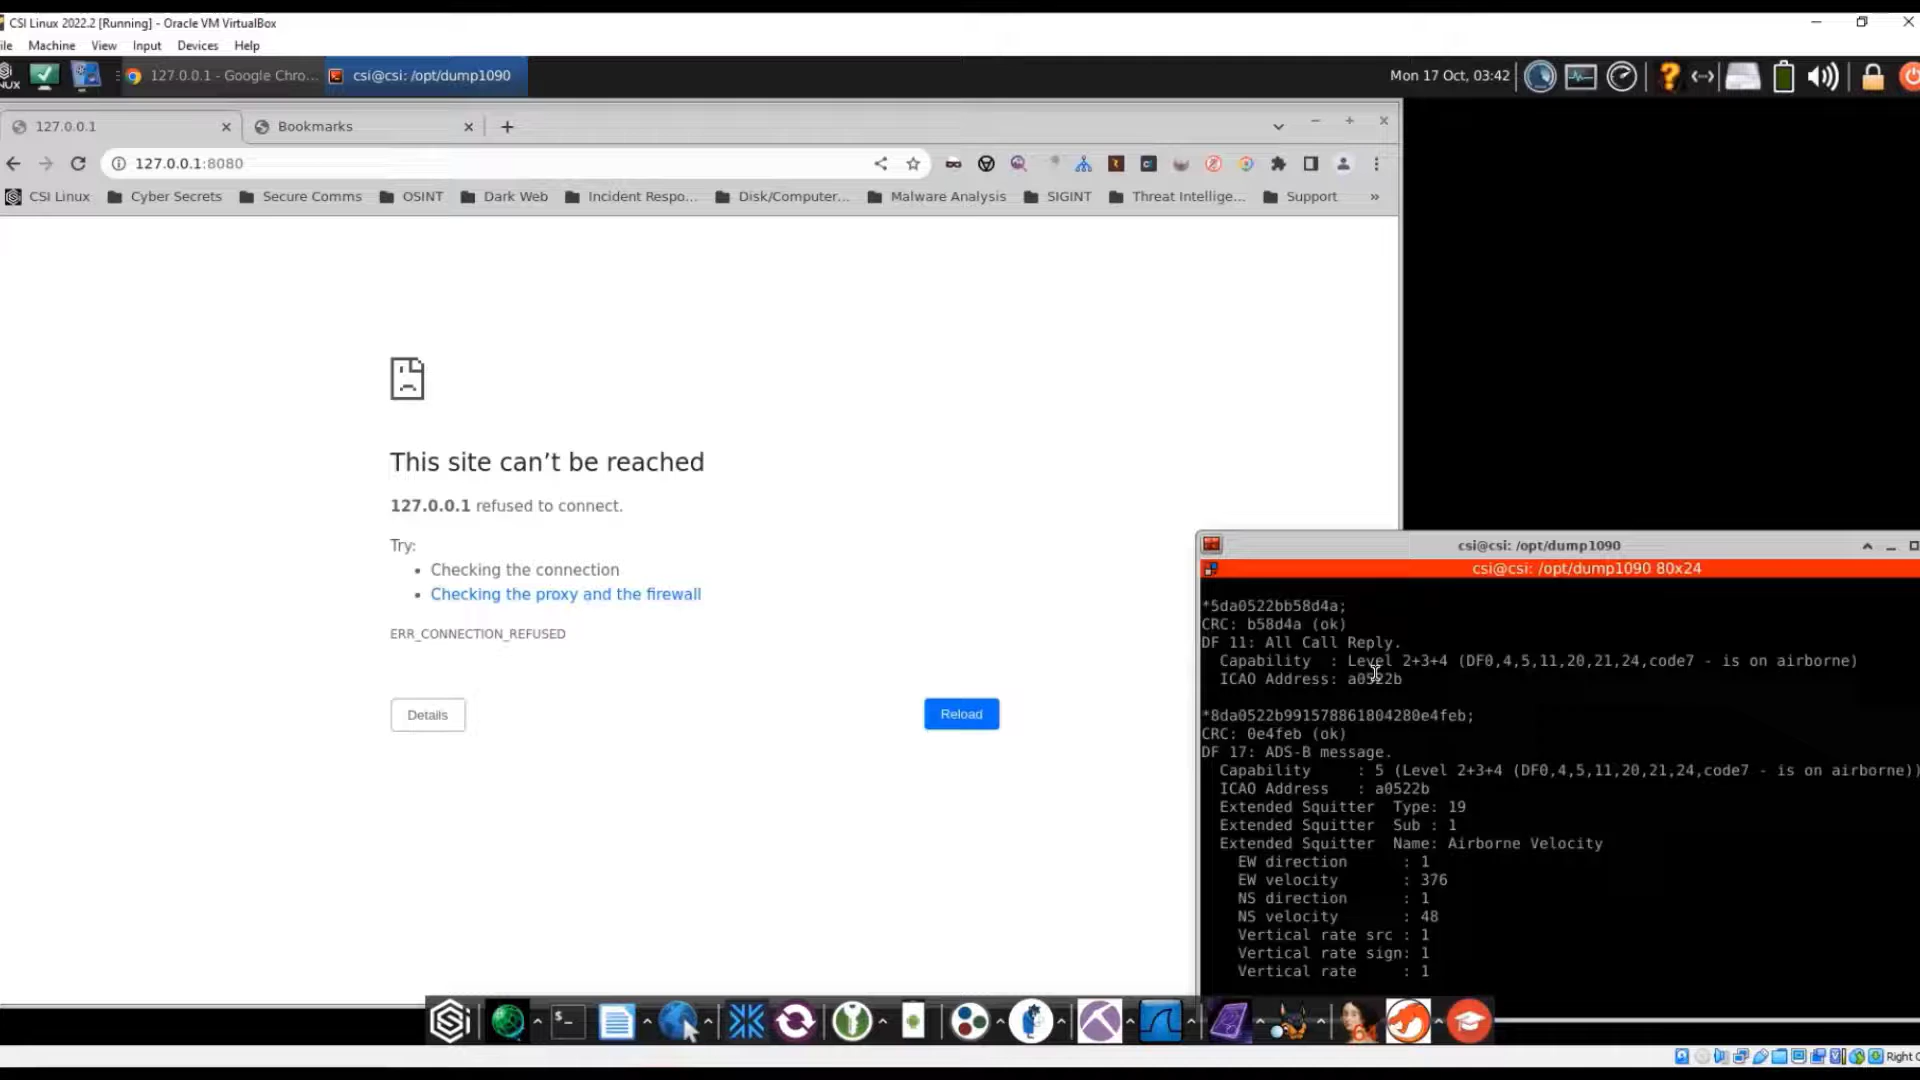 CSI Linux 2022.2 [Running] - Oracle VM VirtualBox
ile Machine View Input Devices Help
127.0.0.1 - Google Chro...
csi@csi: /opt/dump1090
Mon 17 Oct, 03:42
127.0.0.1
Bookmarks
127.0.0.1:8080
CSI Linux
Cyber Secrets
Secure Comms
OSINT
Dark Web
Incident Respo...
Disk/Computer...
Malware Analysis
SIGINT
Threat Intellige...
Support
»
This site can’t be reached
127.0.0.1 refused to connect.
Try:
• Checking the connection
• Checking the proxy and the firewall
ERR_CONNECTION_REFUSED
Details
Reload
csi@csi: /opt/dump1090
csi@csi: /opt/dump1090 80x24
*5da0522bb58d4a;
CRC: b58d4a (ok)
DF 11: All Call Reply.
Capability : Level 2+3+4 (DF0,4,5,11,20,21,24,code7 - is on airborne)
ICAO Address: a0522b
*8da0522b991578861804280e4feb;
CRC: 0e4feb (ok)
DF 17: ADS-B message.
Capability : 5 (Level 2+3+4 (DF0,4,5,11,20,21,24,code7 - is on airborne))
ICAO Address : a0522b
Extended Squitter Type: 19
Extended Squitter Sub : 1
Extended Squitter Name: Airborne Velocity
EW direction : 1
EW velocity : 376
NS direction : 1
NS velocity : 48
Vertical rate src : 1
Vertical rate sign: 1
Vertical rate : 1
Right C